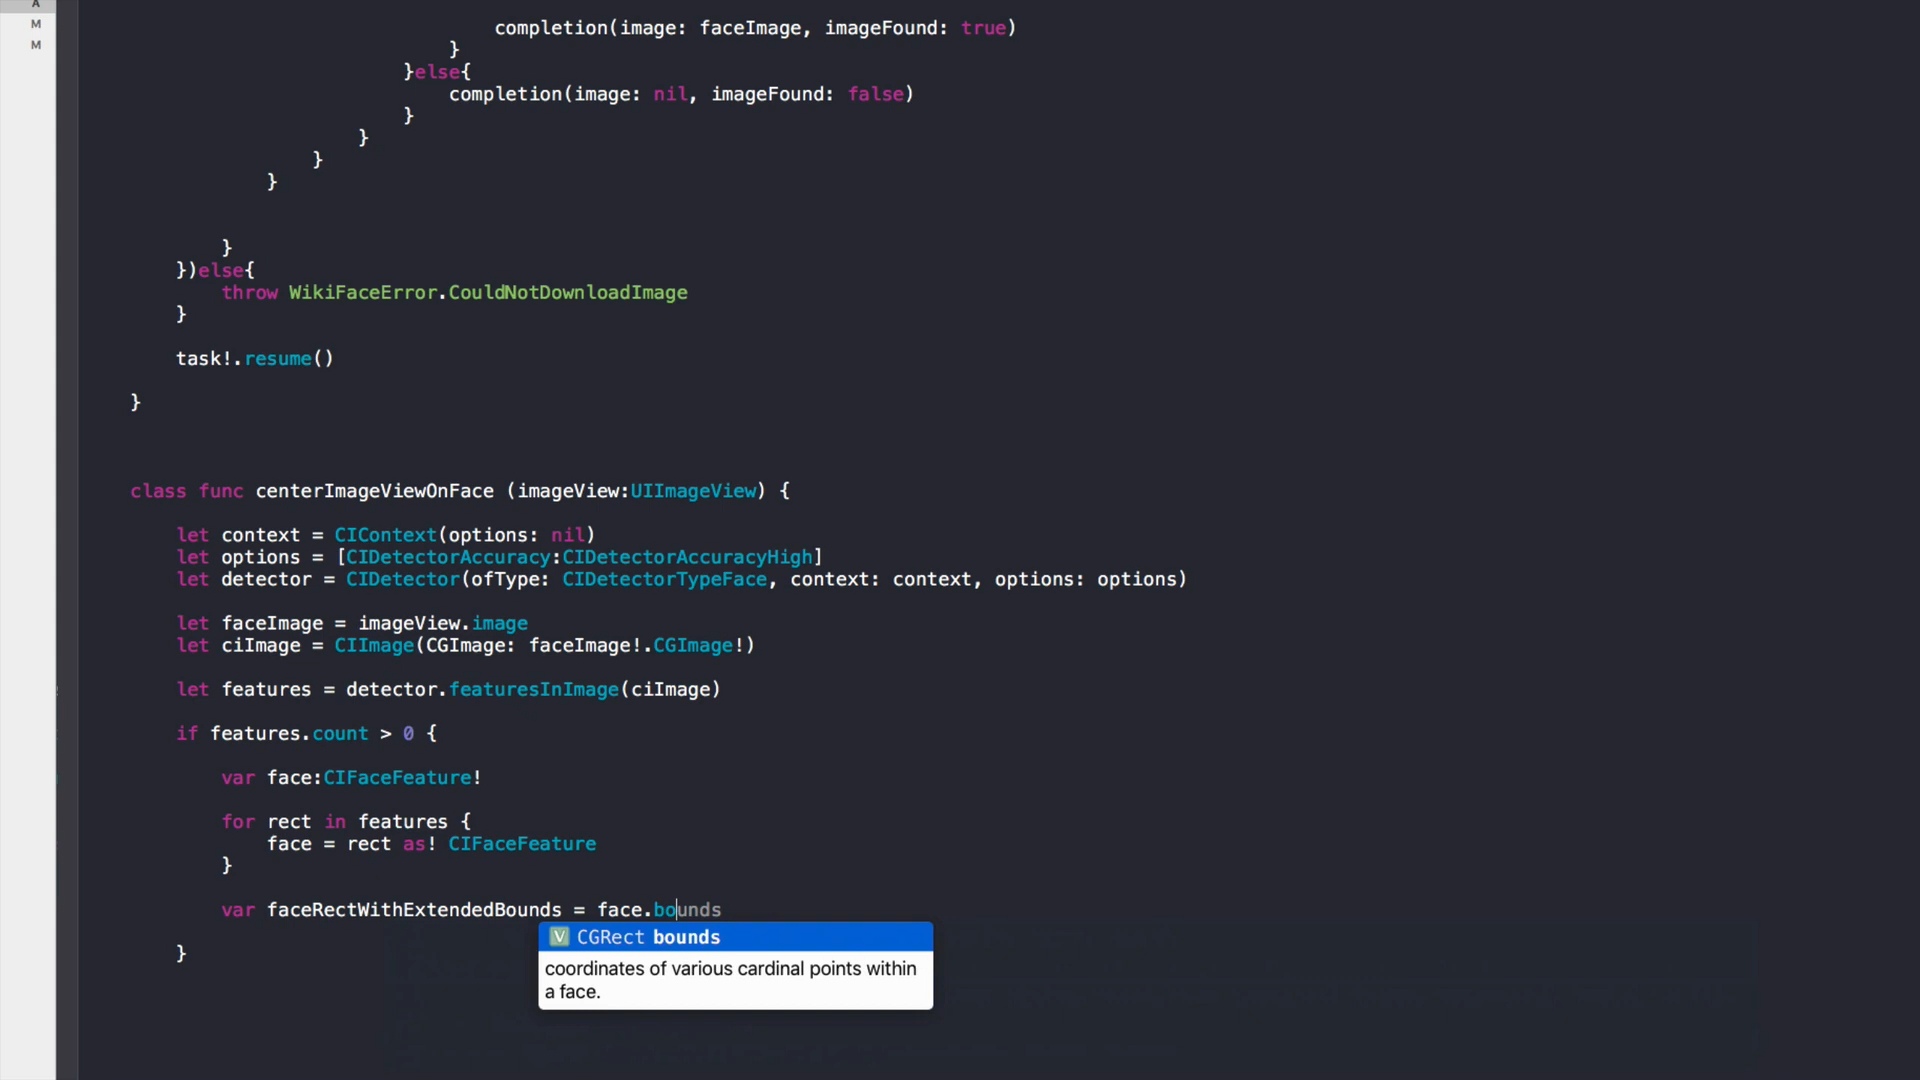 A
M
M
completion(image: faceImage, imageFound: true)
}
}else{
completion(image: nil, imageFound: false)
}
}
}
}
}
})else{
throw WikiFaceError.CouldNotDownloadImage
}
task!.resume()
}
class func centerImageViewOnFace (imageView:UIImageView) {
let context = CIContext(options: nil)
let options = [CIDetectorAccuracy:CIDetectorAccuracyHigh]
let detector = CIDetector(ofType: CIDetectorTypeFace, context: context, options: options)
let faceImage = imageView.image
let ciImage = CIImage(CGImage: faceImage!.CGImage!)
let features = detector.featuresInImage(ciImage)
if features.count > 0 {
var face:CIFaceFeature!
for rect in features {
face = rect as! CIFaceFeature
}
var faceRectWithExtendedBounds = face.bounds
V CGRect bounds
coordinates of various cardinal points within
a face.
}